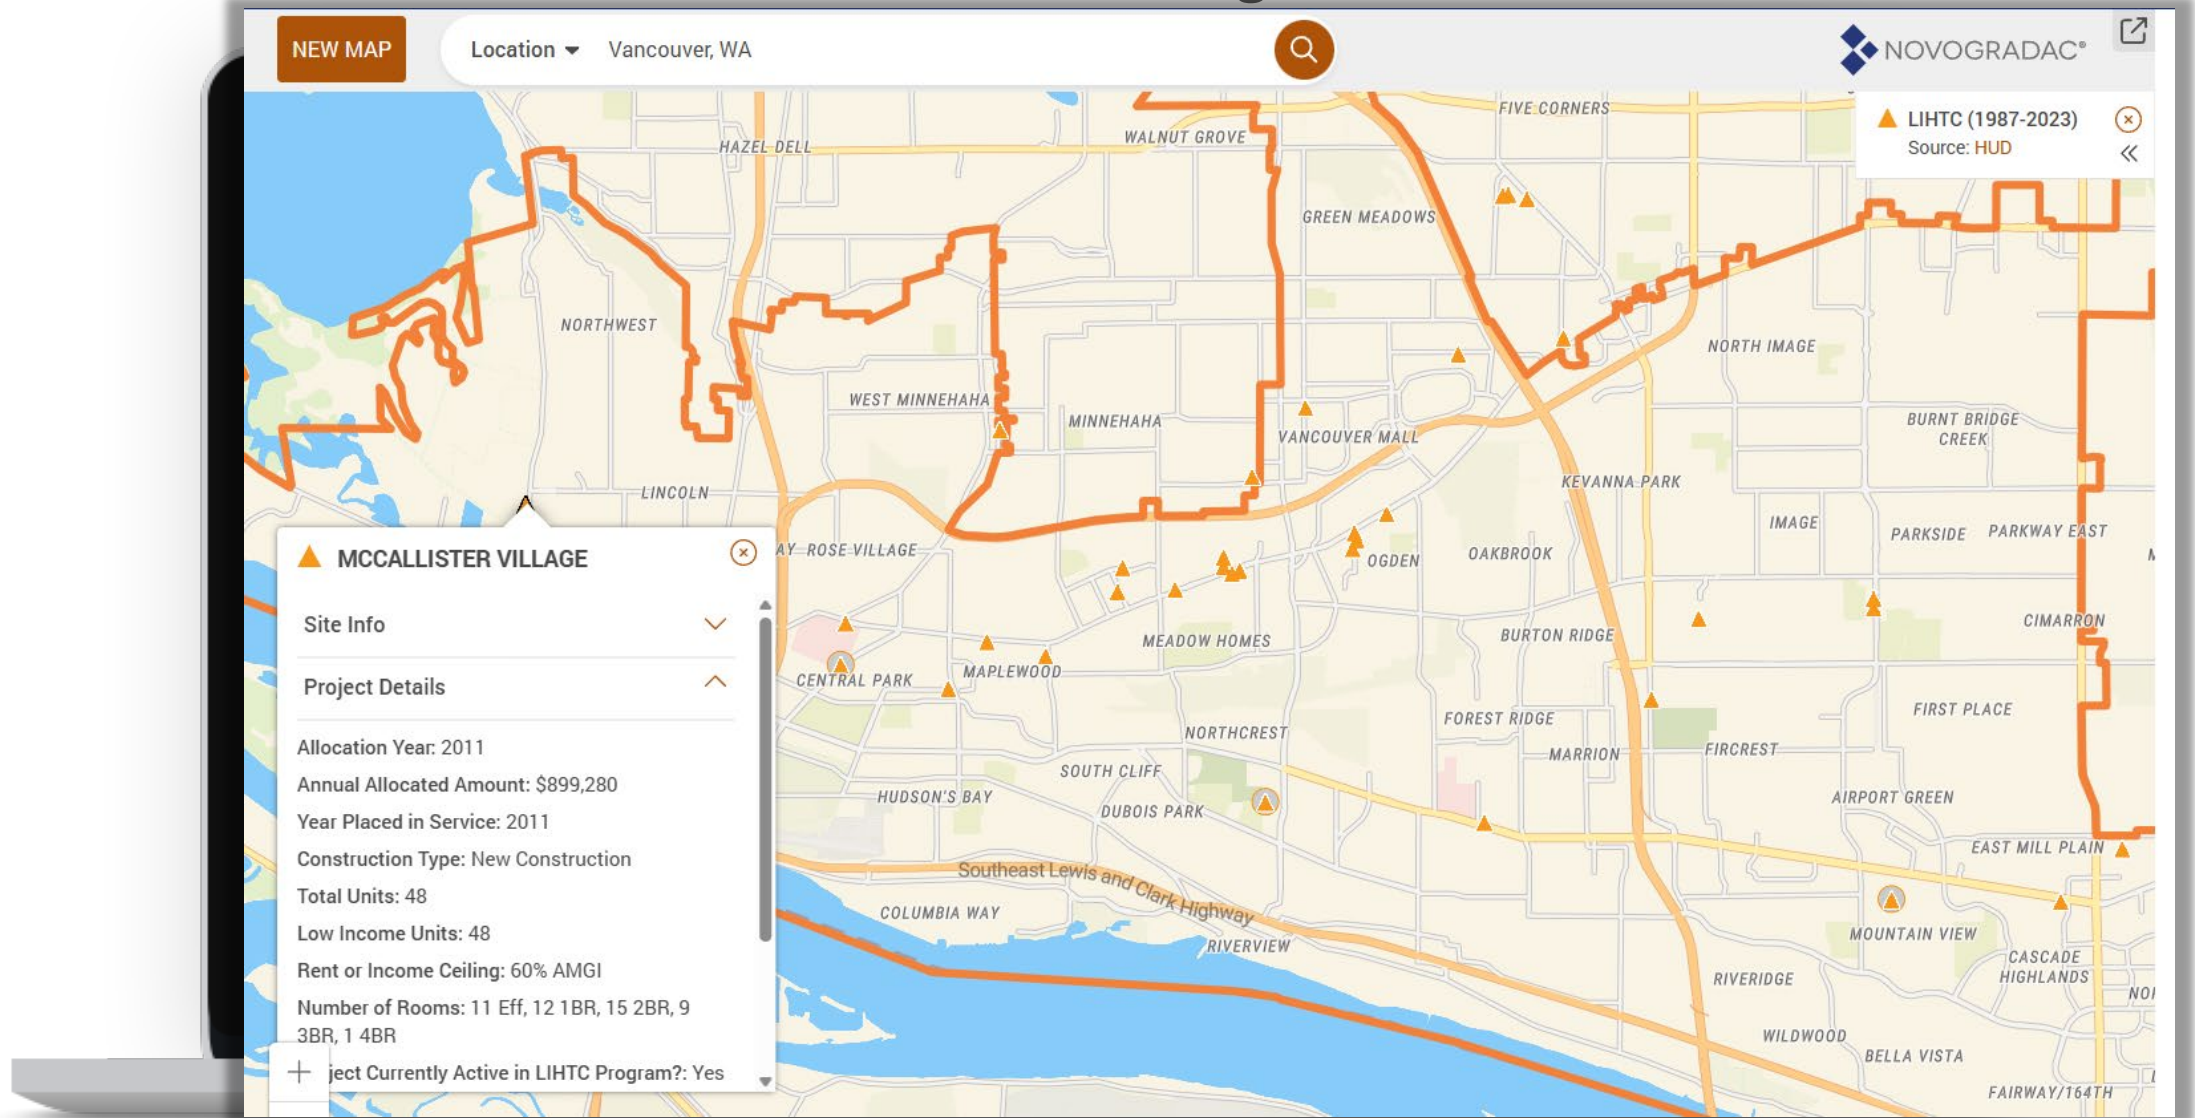 NEW MAP
Location
Vancouver, WA
NOVOGRADAC®
LIHTC (1987-2023)
Source: HUD
FIVE CORNERS
WALNUT GROVE
HAZEL DELL
GREEN MEADOWS
NORTHWEST
NORTH IMAGE
WEST MINNEHAHA
MINNEHAHA
VANCOUVER MALL
BURNT BRIDGE
CREEK
KEVANNA PARK
LINCOLN
IMAGE
PARKSIDE
PARKWAY EAST
ROSE VILLAGE
OGDEN
OAKBROOK
MCCALLISTER VILLAGE
Site Info
Project Details
Allocation Year: 2011
Annual Allocated Amount: $899,280
Year Placed in Service: 2011
Construction Type: New Construction
Total Units: 48
Low Income Units: 48
Rent or Income Ceiling: 60% AMGI
Number of Rooms: 11 Eff, 12 1BR, 15 2BR, 9
3BR, 1 4BR
ject Currently Active in LIHTC Program?: Yes
CIMARRON
BURTON RIDGE
MEADOW HOMES
CENTRAL PARK
MAPLEWOOD
FIRST PLACE
FOREST RIDGE
NORTHCREST
MARRION
FIRCREST
SOUTH CLIFF
HUDSON'S BAY
DUBOIS PARK
AIRPORT GREEN
EAST MILL PLAIN
Southeast Lewis and Clark Highway
COLUMBIA WAY
RIVERVIEW
MOUNTAIN VIEW
CASCADE
HIGHLANDS
RIVERIDGE
WILDWOOD
BELLA VISTA
FAIRWAY/164TH